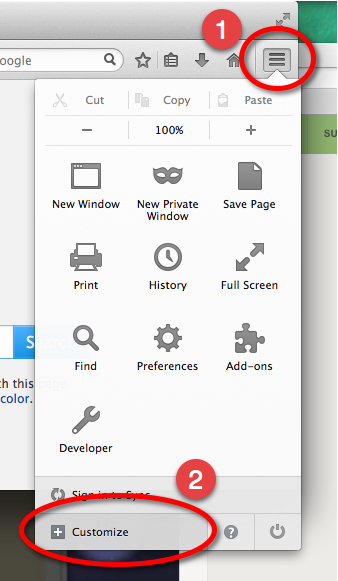 1
oogle
Cut Copy Paste
100%
SU
New Window New Private Save Page
Window
Print History Full Screen
Find Preferences Add-ons
th this
color.
Developer
2
Sign in to Sync
Customize